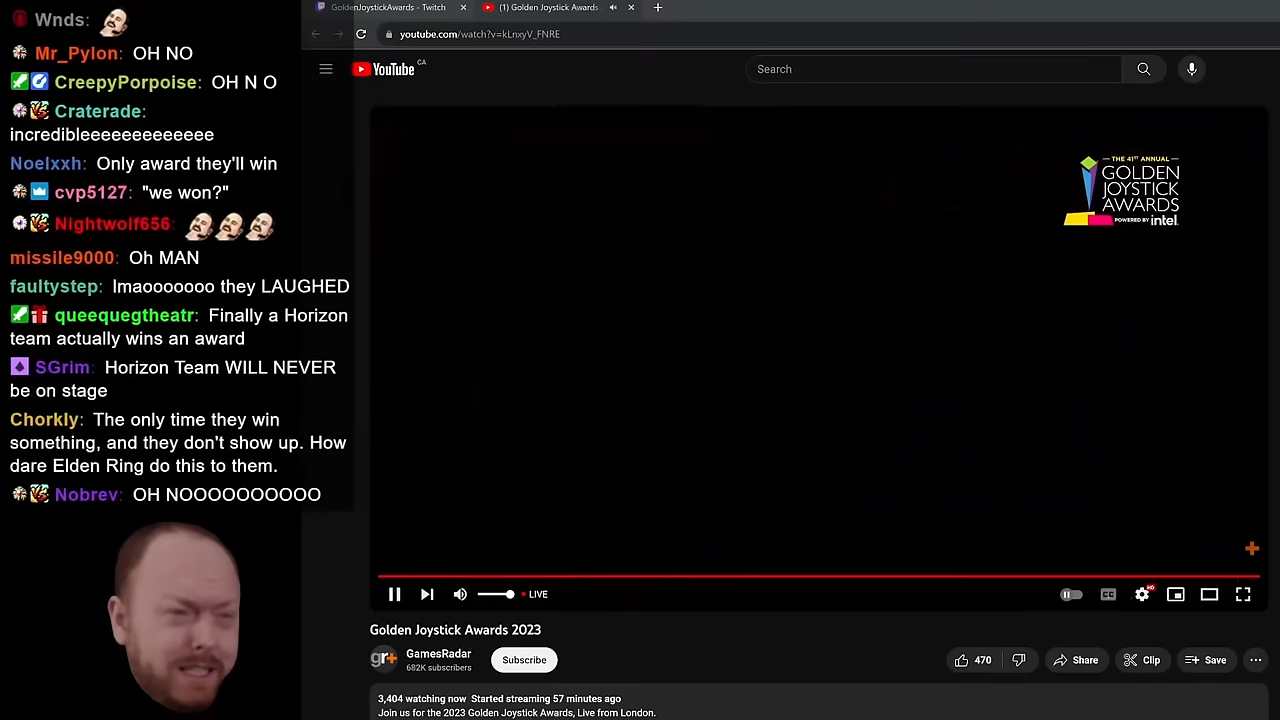 Wnds:
Mr_Pylon: OH NO
CreepyPorpoise: OH N O
Craterade:
incredibleeeeeeeeeeeee
Noelxxh: Only award they'll win
cvp5127: "we won?"
Nightwolf656:
missile9000: Oh MAN
faultystep: lmaooooooo they LAUGHED
queequegtheatr: Finally a Horizon
team actually wins an award
SGrim: Horizon Team WILL NEVER
be on stage
Chorkly: The only time they win
something, and they don't show up. How
dare Elden Ring do this to them.
Nobrev: OH NOOOOOOOOOO
GoldenJoystickAwards - Twitch
(1) Golden Joystick Awards
youtube.com/watch?v=kLnxyV_FNRE
YouTube CA
Search
THE 41ST ANNUAL
GOLDEN
JOYSTICK
AWARDS
POWERED BY intel.
LIVE
CC
HD
Golden Joystick Awards 2023
gr+
GamesRadar
682K subscribers
Subscribe
470
Share
Clip
Save
3,404 watching now Started streaming 57 minutes ago
Join us for the 2023 Golden Joystick Awards, Live from London.